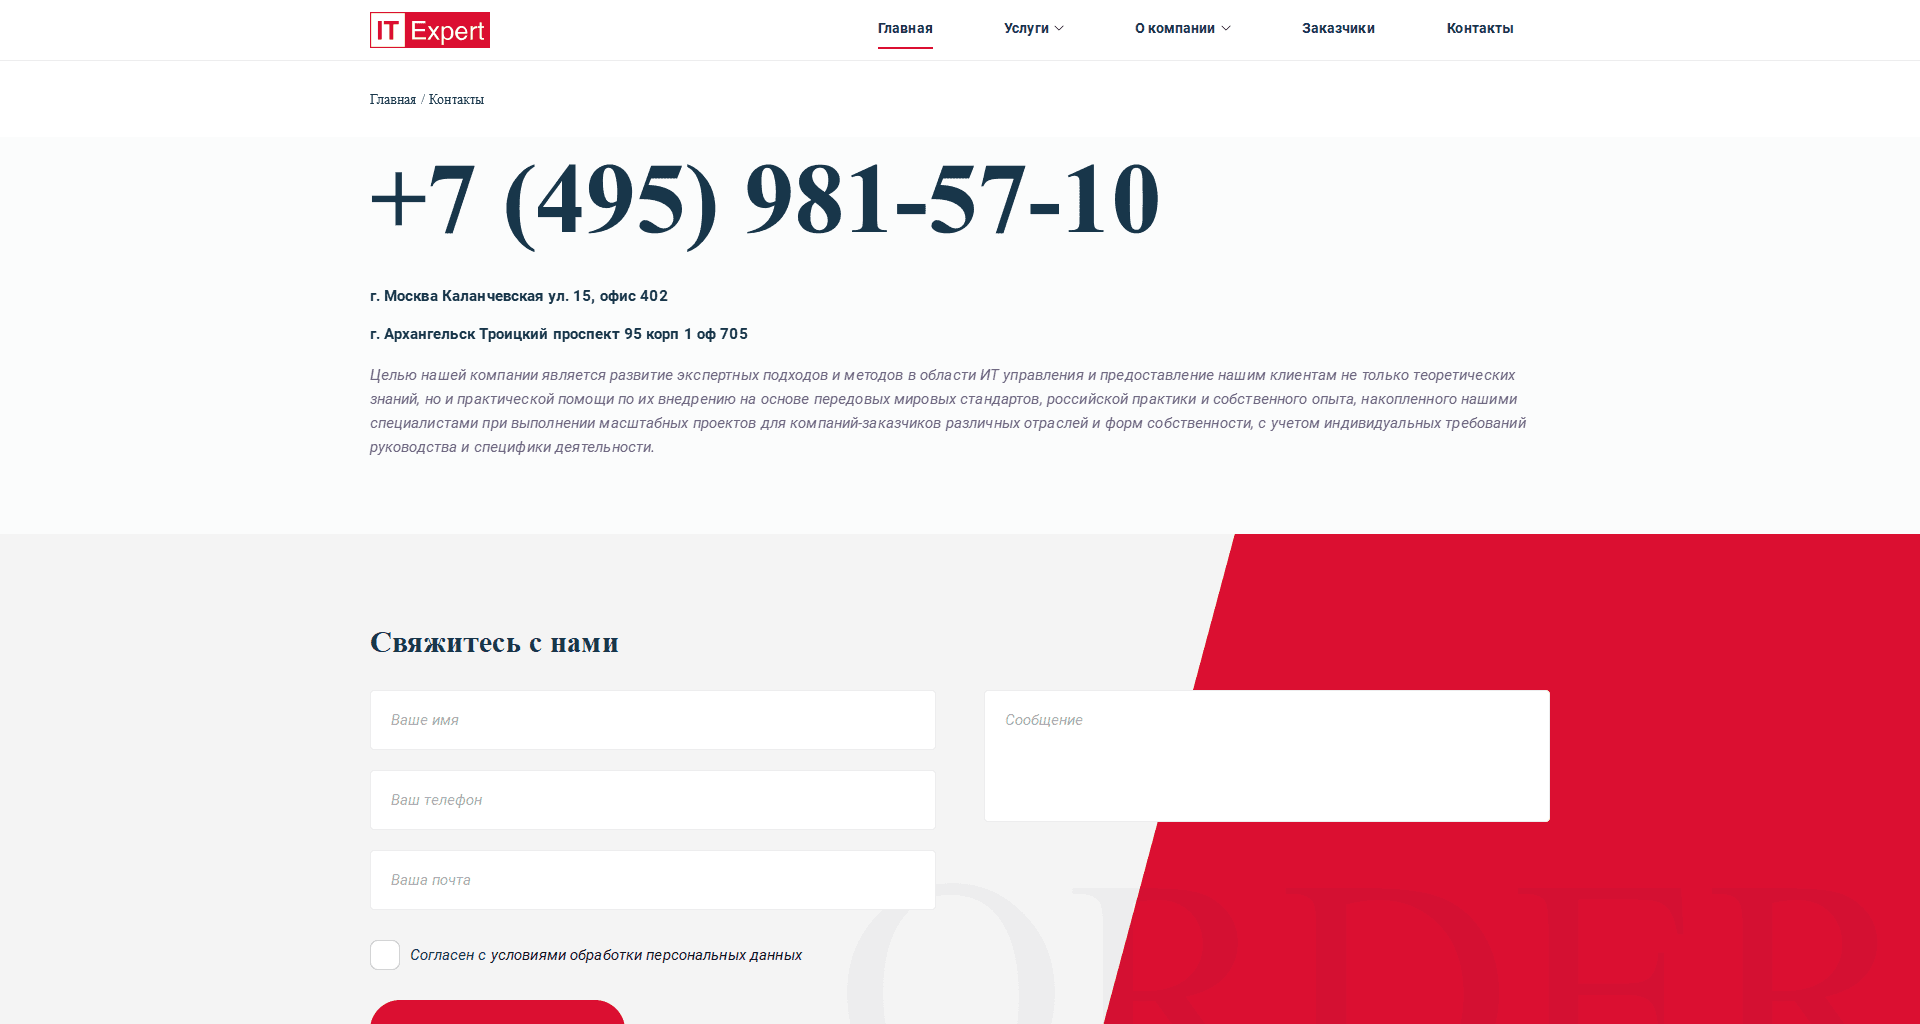 IT Expert
Главная
Услуги
О компании
Заказчики
Контакты
Главная / Контакты
+7 (495) 981-57-10
г. Москва Каланчевская ул. 15, офис 402
г. Архангельск Троицкий проспект 95 корп 1 оф 705
Целью нашей компании является развитие экспертных подходов и методов в области ИТ управления и предоставление нашим клиентам не только теоретических
знаний, но и практической помощи по их внедрению на основе передовых мировых стандартов, российской практики и собственного опыта, накопленного нашими
специалистами при выполнении масштабных проектов для компаний-заказчиков различных отраслей и форм собственности, с учетом индивидуальных требований
руководства и специфики деятельности.
Свяжитесь с нами
Ваше имя
Сообщение
Ваш телефон
Ваша почта
ORDER
Согласен с условиями обработки персональных данных